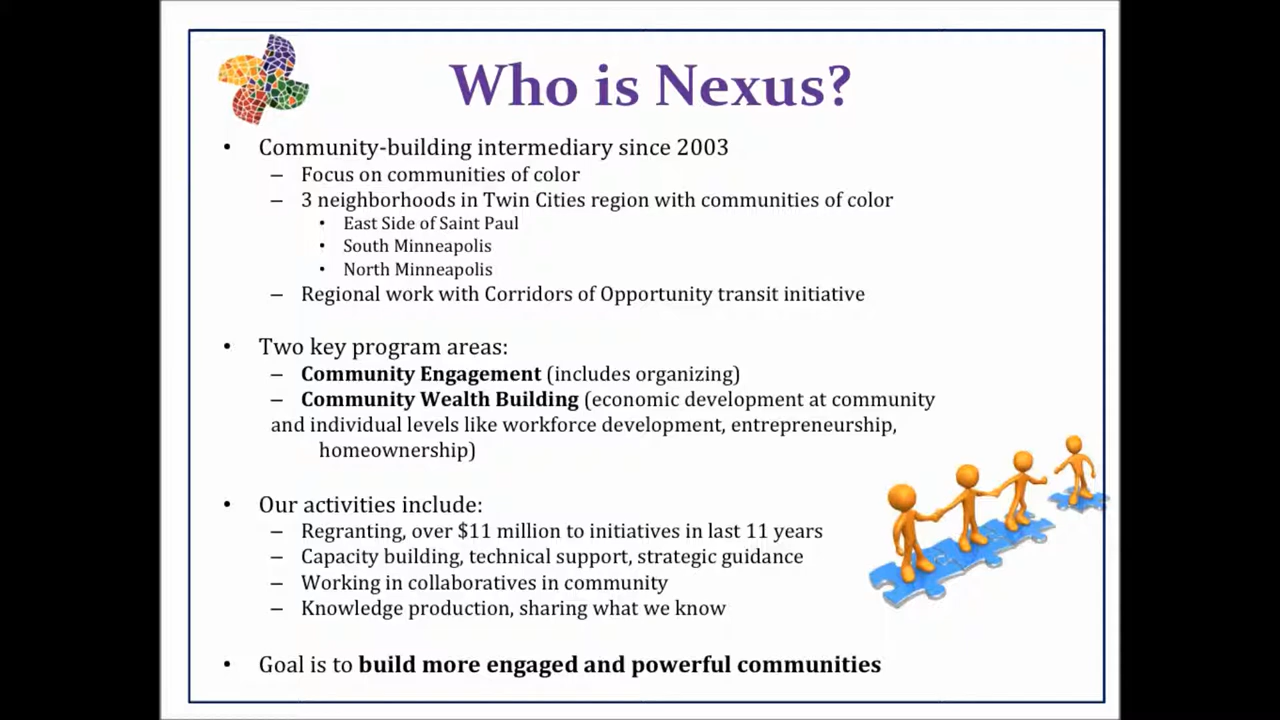 Who is Nexus?
• Community-building intermediary since 2003
– Focus on communities of color
– 3 neighborhoods in Twin Cities region with communities of color
• East Side of Saint Paul
• South Minneapolis
• North Minneapolis
– Regional work with Corridors of Opportunity transit initiative
• Two key program areas:
– Community Engagement (includes organizing)
– Community Wealth Building (economic development at community
and individual levels like workforce development, entrepreneurship,
homeownership)
• Our activities include:
– Regranting, over $11 million to initiatives in last 11 years
– Capacity building, technical support, strategic guidance
– Working in collaboratives in community
– Knowledge production, sharing what we know
• Goal is to build more engaged and powerful communities